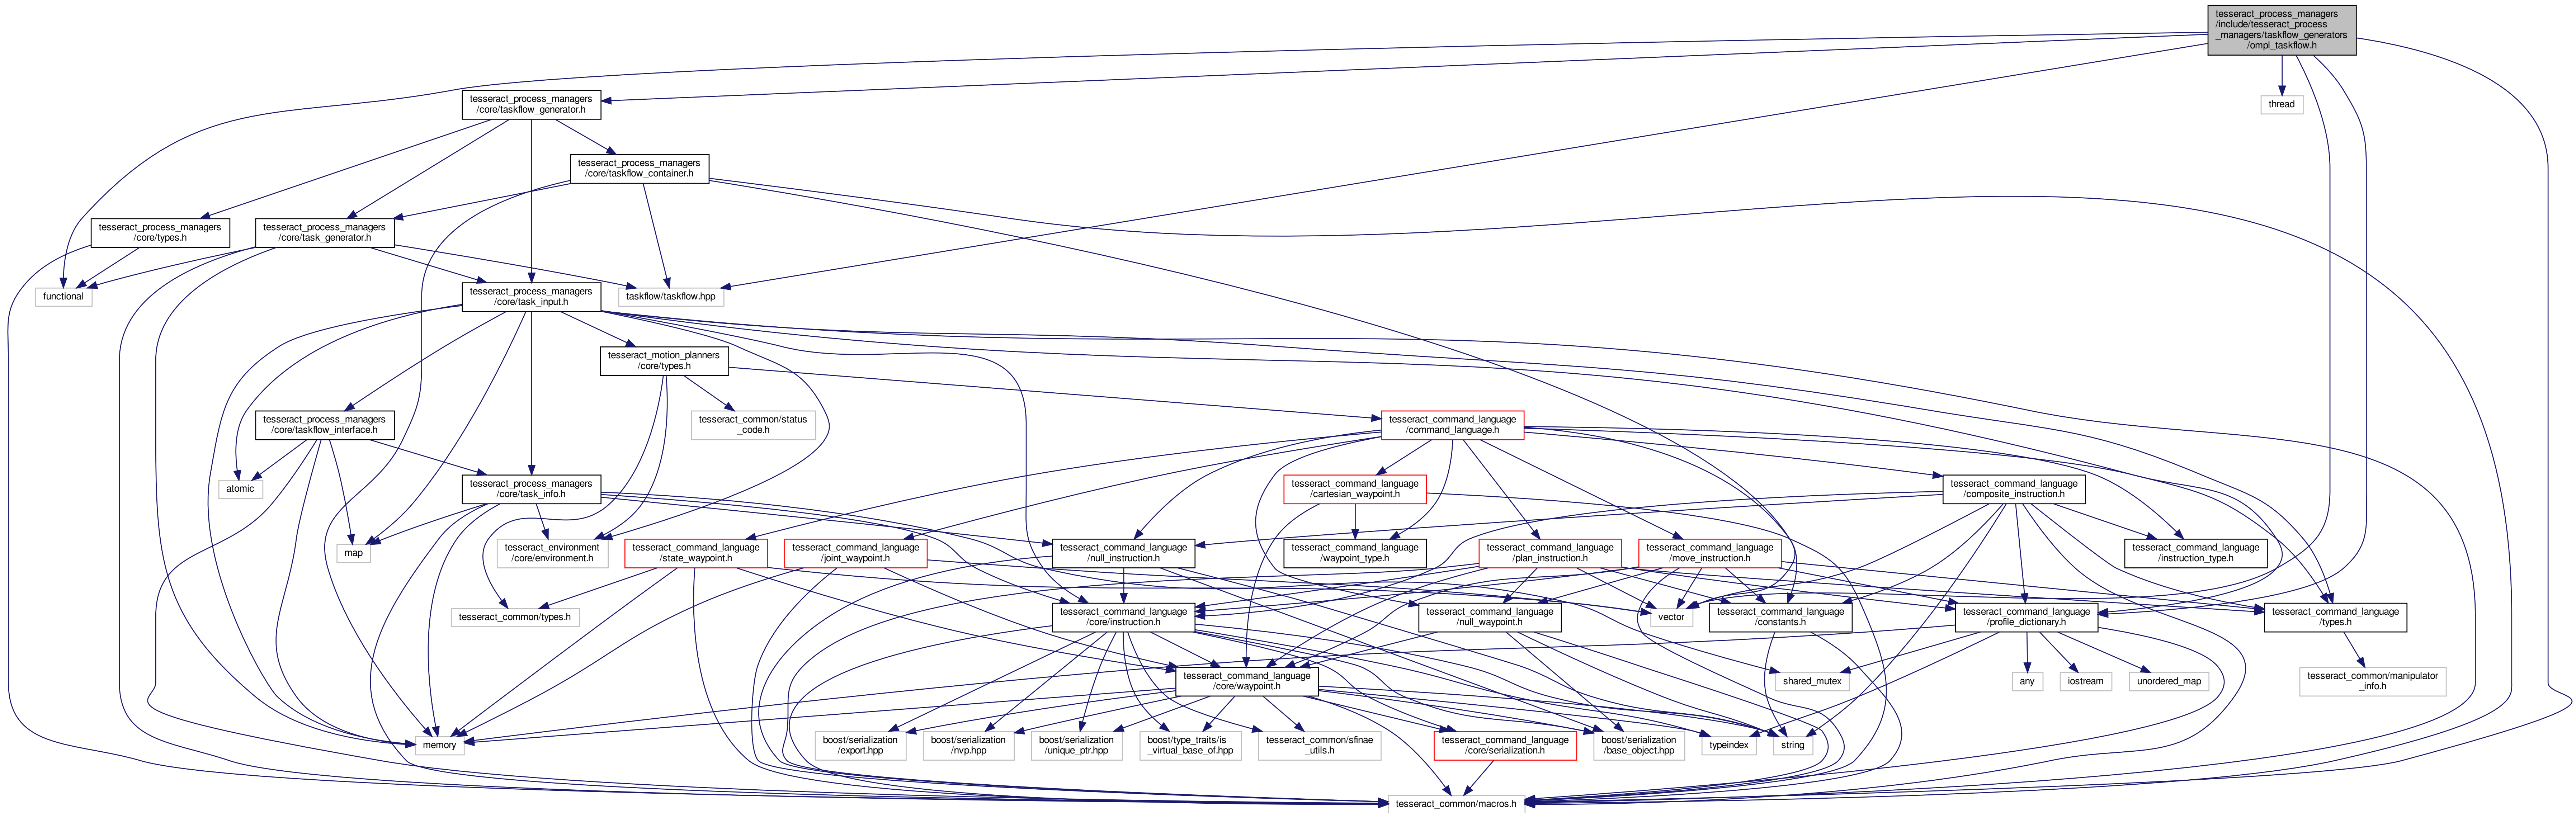 tesseract_process_managers
/include/tesseract_process
_managers/taskflow_generators
/ompl_taskflow.h
tesseract_process_managers
/core/taskflow_generator.h
thread
tesseract_process_managers
/core/taskflow_container.h
tesseract_process_managers
/core/types.h
tesseract_process_managers
/core/task_generator.h
functional
tesseract_process_managers
/core/task_input.h
taskflow/taskflow.hpp
tesseract_motion_planners
/core/types.h
tesseract_process_managers
/core/taskflow_interface.h
tesseract_common/status
_code.h
tesseract_command_language
/command_language.h
atomic
tesseract_process_managers
/core/task_info.h
tesseract_command_language
/cartesian_waypoint.h
tesseract_command_language
/composite_instruction.h
map
tesseract_environment
/core/environment.h
tesseract_command_language
/state_waypoint.h
tesseract_command_language
/joint_waypoint.h
tesseract_command_language
/null_instruction.h
tesseract_command_language
/waypoint_type.h
tesseract_command_language
/plan_instruction.h
tesseract_command_language
/move_instruction.h
tesseract_command_language
/instruction_type.h
tesseract_common/types.h
tesseract_command_language
/core/instruction.h
tesseract_command_language
/null_waypoint.h
vector
tesseract_command_language
/constants.h
tesseract_command_language
/profile_dictionary.h
tesseract_command_language
/types.h
tesseract_command_language
/core/waypoint.h
shared_mutex
any
iostream
unordered_map
tesseract_common/manipulator
_info.h
memory
boost/serialization
/export.hpp
boost/serialization
/nvp.hpp
boost/serialization
/unique_ptr.hpp
boost/type_traits/is
_virtual_base_of.hpp
tesseract_common/sfinae
_utils.h
tesseract_command_language
/core/serialization.h
boost/serialization
/base_object.hpp
typeindex
string
tesseract_common/macros.h